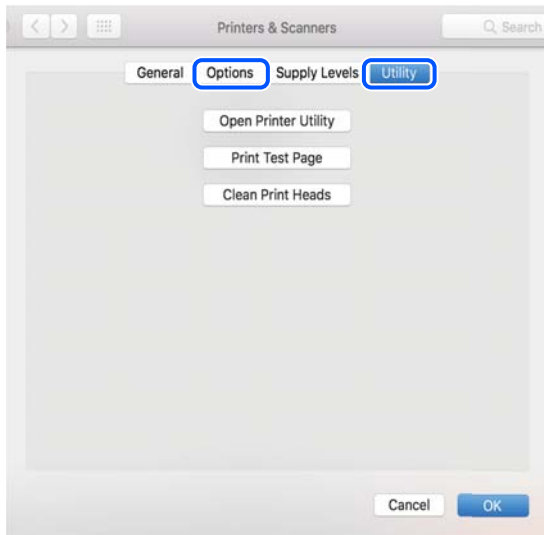 Printers & Scanners Search
General Options Supply Levels Utility
Open Printer Utility
Print Test Page
Clean Print Heads
Cancel OK